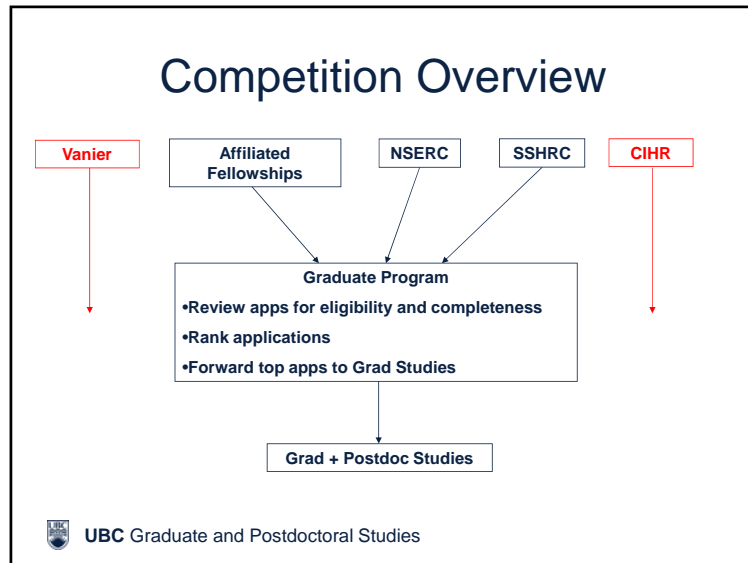 Competition Overview
Vanier
Affiliated
Fellowships
NSERC
SSHRC
CIHR
Graduate Program
•Review apps for eligibility and completeness
•Rank applications
•Forward top apps to Grad Studies
Grad + Postdoc Studies
UBC
UBC Graduate and Postdoctoral Studies